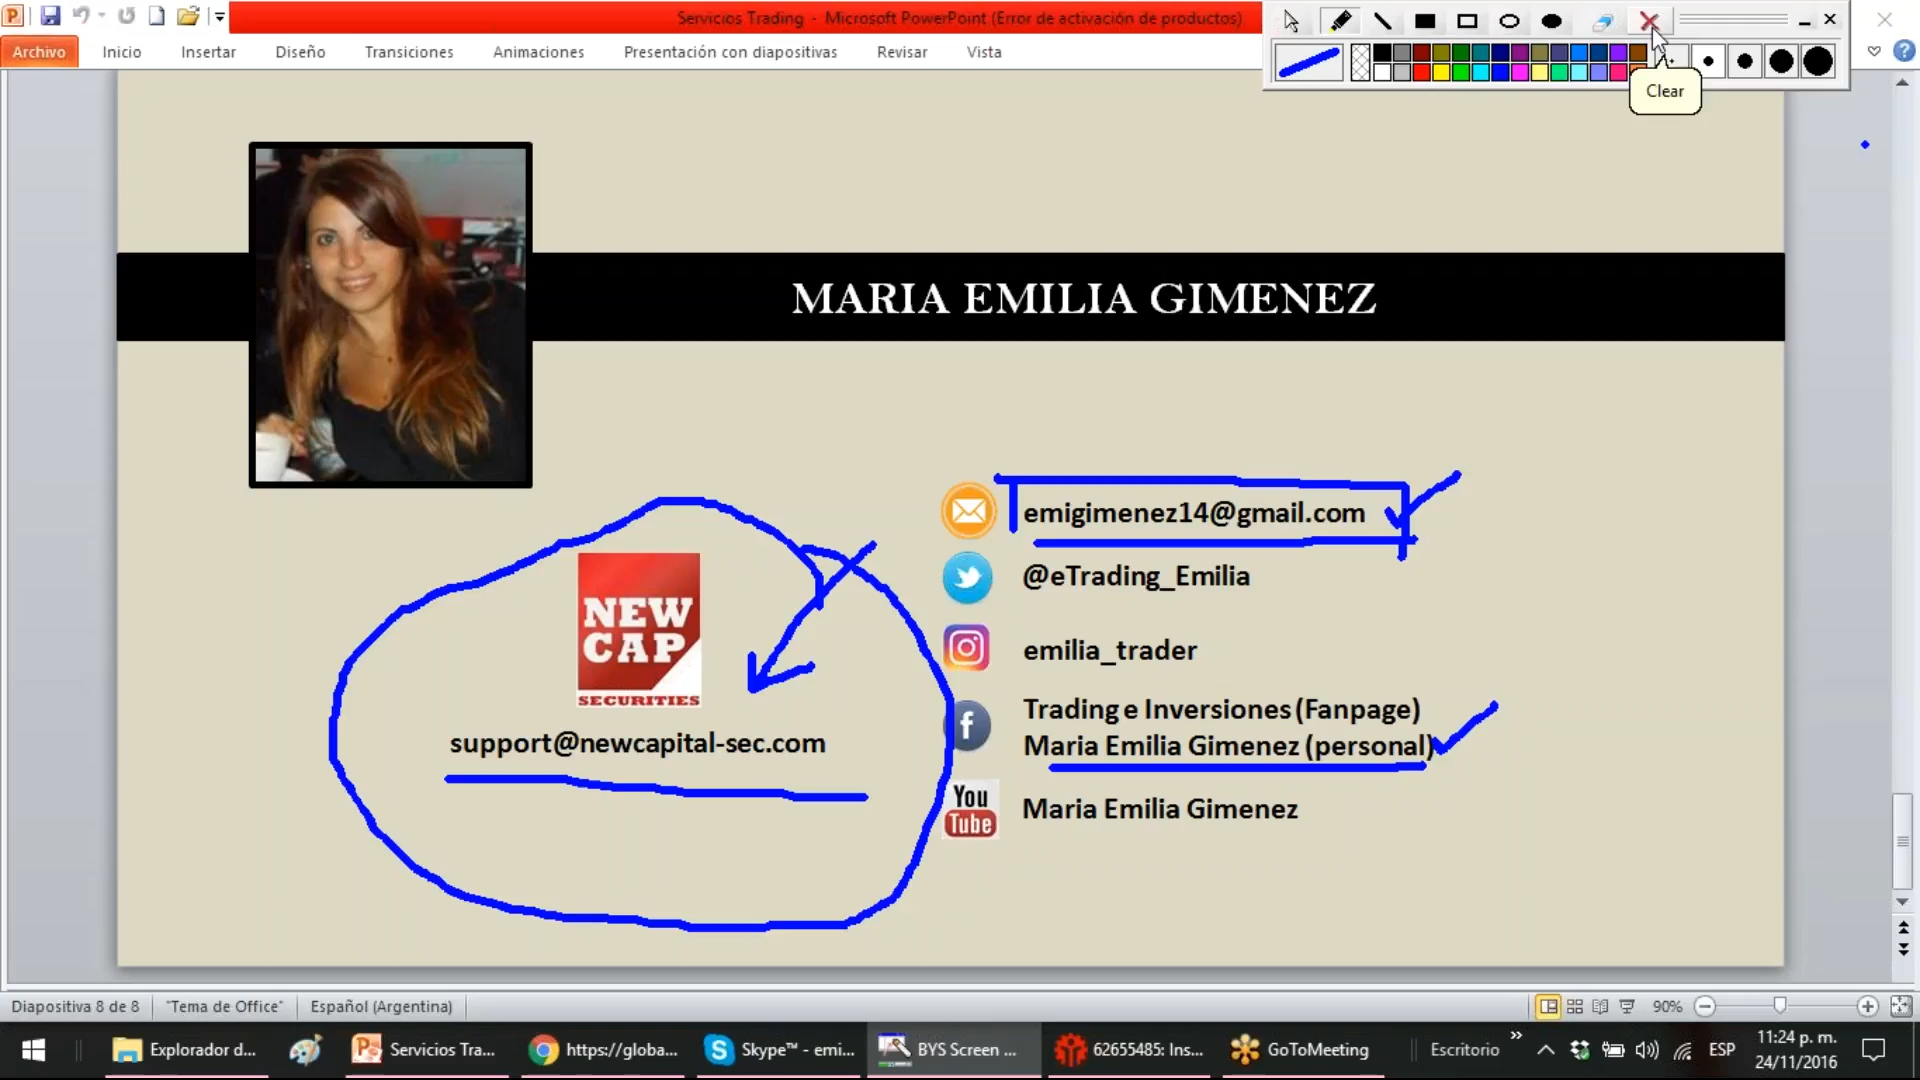 Servicios Trading - Microsoft PowerPoint (Error de activación de productos)
Archivo
Inicio
Insertar
Diseño
Transiciones
Animaciones
Presentación con diapositivas
Revisar
Vista
Clear
MARIA EMILIA GIMENEZ
emigimenez14@gmail.com
@eTrading_Emilia
emilia_trader
Trading e Inversiones (Fanpage)
Maria Emilia Gimenez (personal)
You
Tube
Maria Emilia Gimenez
NEW
CAP
SECURITIES
support@newcapital-sec.com
Diapositiva 8 de 8
"Tema de Office"
Español (Argentina)
90%
Explorador d...
Servicios Tra...
https://globa...
Skype™ - emi...
BYS Screen ...
62655485: Ins...
GoToMeeting
Escritorio
ESP
11:24 p. m.
24/11/2016